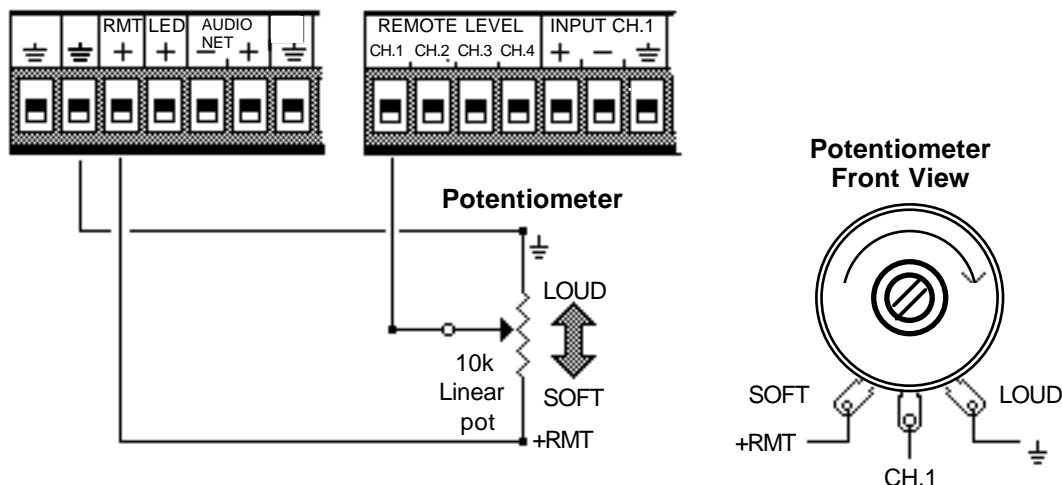 RMT LED AUDIO
NET
+ + − +
REMOTE LEVEL INPUT CH.1
CH.1 CH.2 CH.3 CH.4 + −
Potentiometer
LOUD
10k
Linear
pot
SOFT
+RMT
Potentiometer
Front View
SOFT LOUD
+RMT
CH.1